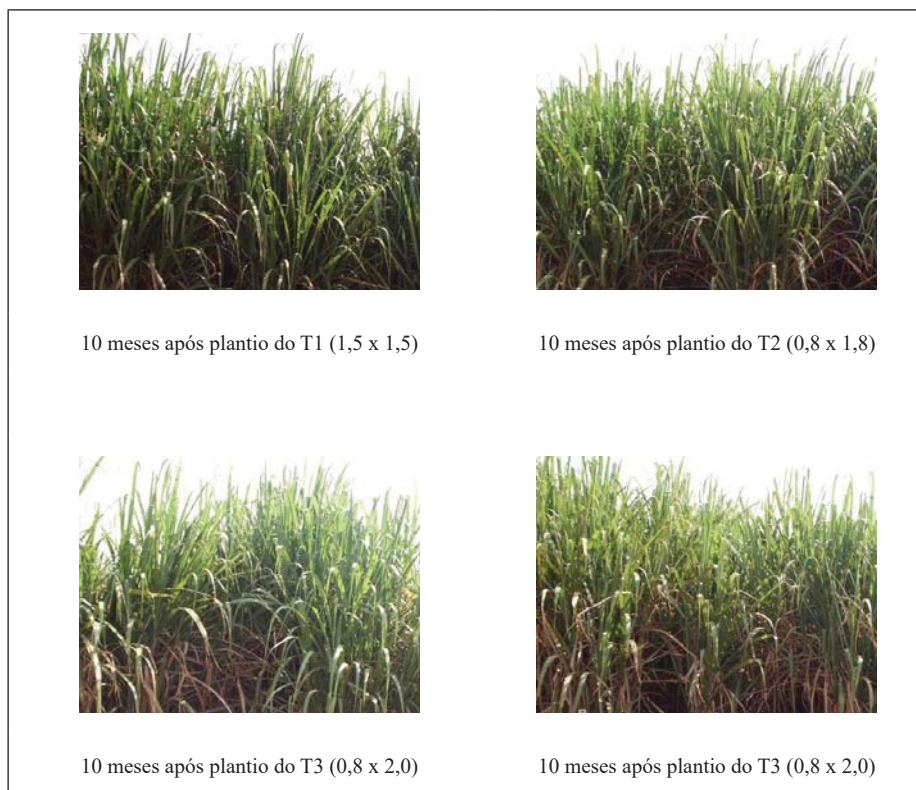 10 meses após plantio do T1 (1,5 x 1,5)
10 meses após plantio do T2 (0,8 x 1,8)
10 meses após plantio do T3 (0,8 x 2,0)
10 meses após plantio do T3 (0,8 x 2,0)